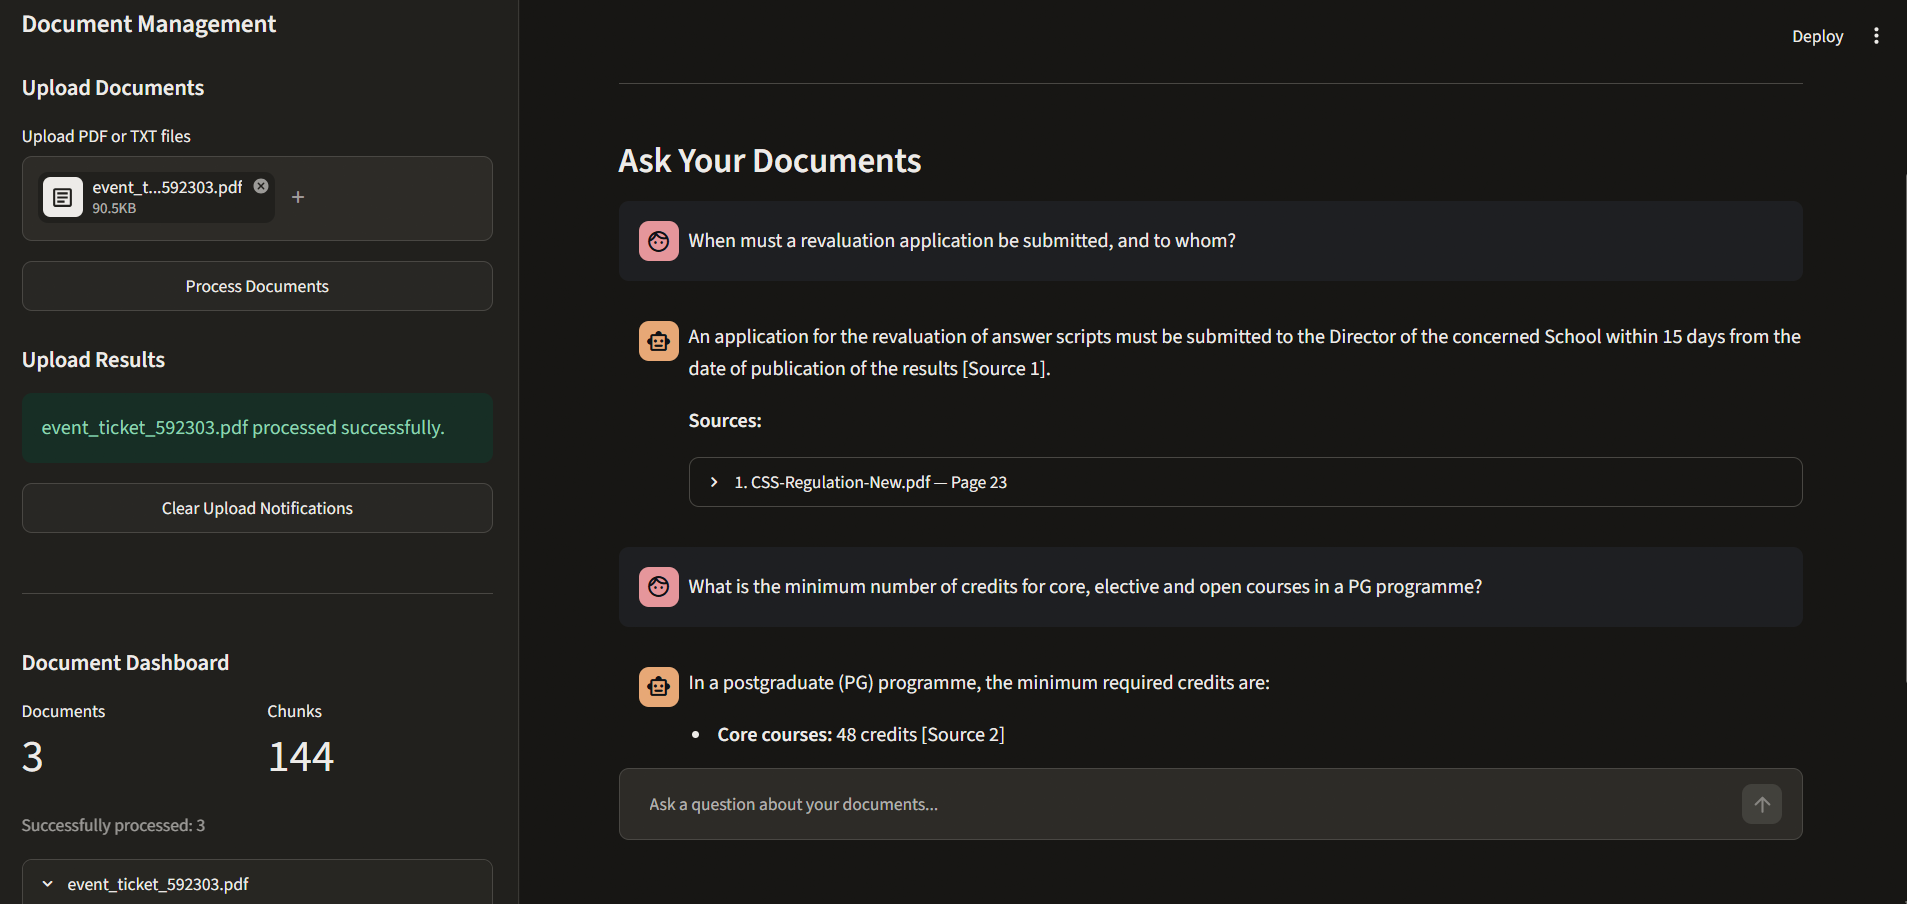 Document Management
Upload Documents
Upload PDF or TXT files
event_t...592303.pdf
90.5KB
Process Documents
Upload Results
event_ticket_592303.pdf processed successfully.
Clear Upload Notifications
Document Dashboard
Documents
Chunks
3
144
Successfully processed: 3
event_ticket_592303.pdf
Deploy
Ask Your Documents
When must a revaluation application be submitted, and to whom?
An application for the revaluation of answer scripts must be submitted to the Director of the concerned School within 15 days from the
date of publication of the results [Source 1].
Sources:
1. CSS-Regulation-New.pdf — Page 23
What is the minimum number of credits for core, elective and open courses in a PG programme?
In a postgraduate (PG) programme, the minimum required credits are:
• Core courses: 48 credits [Source 2]
Ask a question about your documents...